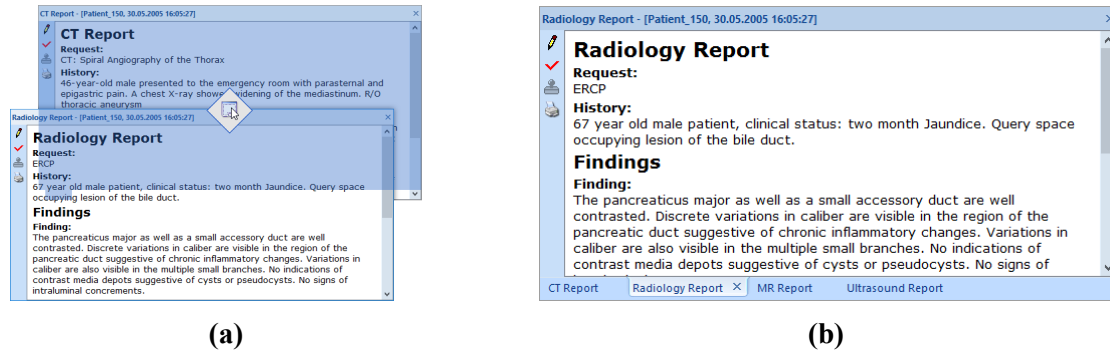 CT Report - [Patient_150, 30.05.2005 16:05:27]
CT Report
Request:
CT: Spiral Angiography of the Thorax
History:
46-year-old male presented to the emergency room with parasternal and
epigastric pain. A chest X-ray showe widening of the mediastinum. R/O
thoracic aneurysm
Radiology Report - [Patient_150, 30.05.2005 16:05:27]
Radiology Report
Request:
ERCP
History:
67 year old male patient, clinical status: two month Jaundice. Query space
occupying lesion of the bile duct.
Findings
Finding:
The pancreaticus major as well as a small accessory duct are well
contrasted. Discrete variations in caliber are visible in the region of the
pancreatic duct suggestive of chronic inflammatory changes. Variations in
caliber are also visible in the multiple small branches. No indications of
contrast media depots suggestive of cysts or pseudocysts. No signs of
intraluminal concrements.
(a)
Radiology Report - [Patient_150, 30.05.2005 16:05:27]
Radiology Report
Request:
ERCP
History:
67 year old male patient, clinical status: two month Jaundice. Query space
occupying lesion of the bile duct.
Findings
Finding:
The pancreaticus major as well as a small accessory duct are well
contrasted. Discrete variations in caliber are visible in the region of the
pancreatic duct suggestive of chronic inflammatory changes. Variations in
caliber are also visible in the multiple small branches. No indications of
contrast media depots suggestive of cysts or pseudocysts. No signs of
CT Report Radiology Report MR Report Ultrasound Report
(b)